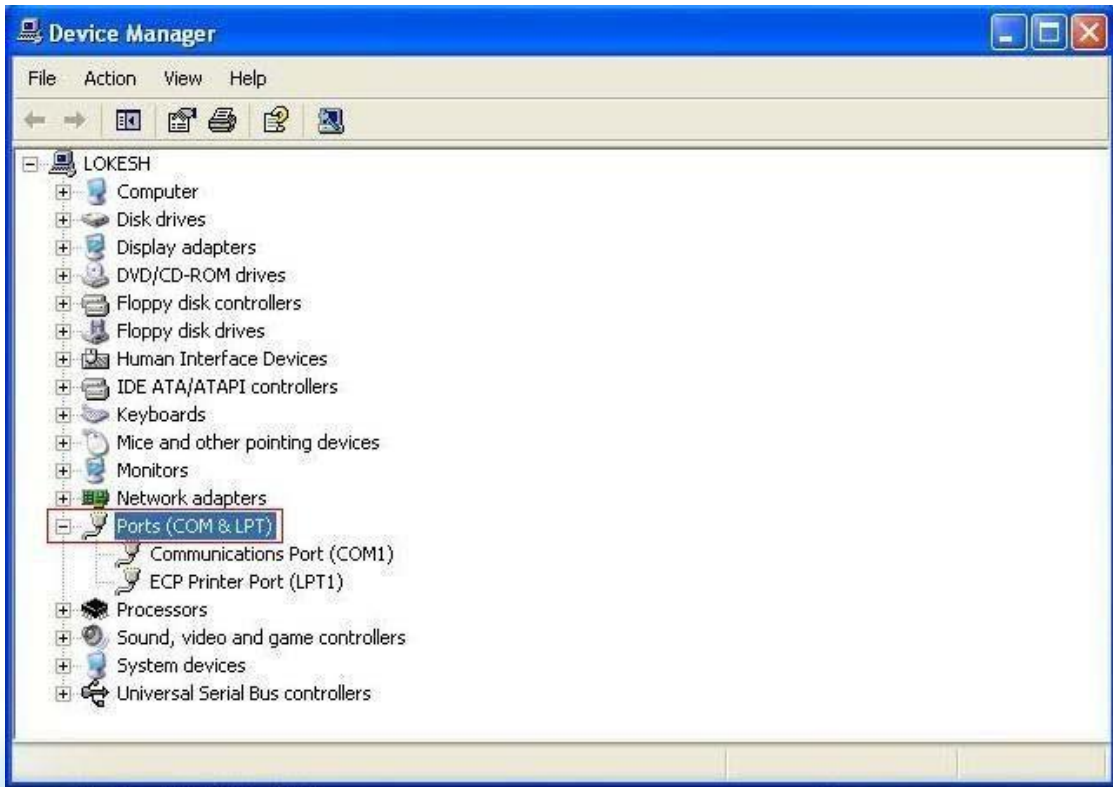 Device Manager
File Action View Help
LOKESH
Computer
Disk drives
Display adapters
DVD/CD-ROM drives
Floppy disk controllers
Floppy disk drives
Human Interface Devices
IDE ATA/ATAPI controllers
Keyboards
Mice and other pointing devices
Monitors
Network adapters
Ports (COM & LPT)
Communications Port (COM1)
ECP Printer Port (LPT1)
Processors
Sound, video and game controllers
System devices
Universal Serial Bus controllers